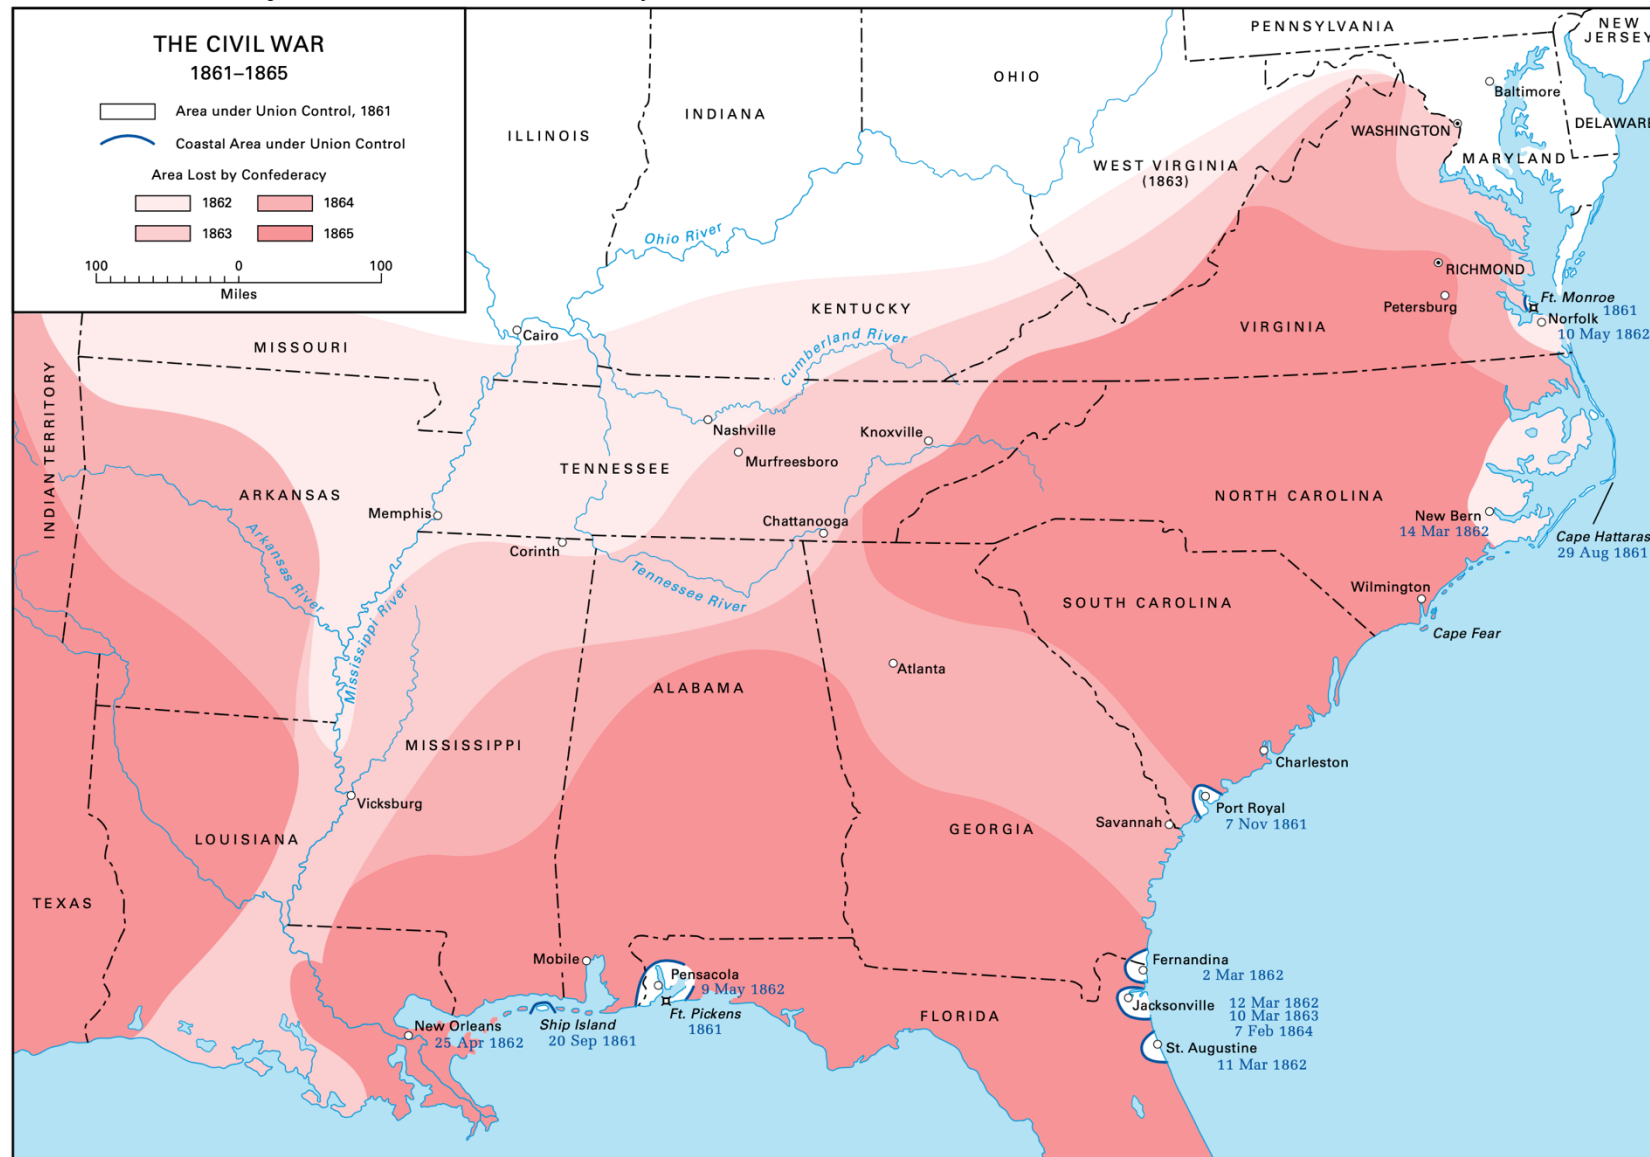 THE CIVIL WAR
1861–1865
Area under Union Control, 1861
Coastal Area under Union Control
Area Lost by Confederacy
1862
1864
1863
1865
100
0
100
Miles
PENNSYLVANIA
NEW
JERSEY
OHIO
INDIANA
ILLINOIS
Baltimore
WASHINGTON
DELAWARE
MARYLAND
WEST VIRGINIA
(1863)
Ohio River
RICHMOND
Petersburg
Ft. Monroe
1861
Norfolk
10 May 1862
VIRGINIA
KENTUCKY
Cumberland River
Cairo
MISSOURI
INDIAN TERRITORY
Nashville
Knoxville
Murfreesboro
TENNESSEE
ARKANSAS
Memphis
Arkansas River
Mississippi River
Chattanooga
Corinth
Tennessee River
NORTH CAROLINA
New Bern
14 Mar 1862
Cape Hattaras
29 Aug 1861
Wilmington
Cape Fear
SOUTH CAROLINA
Atlanta
ALABAMA
MISSISSIPPI
Charleston
Vicksburg
Port Royal
7 Nov 1861
Savannah
GEORGIA
LOUISIANA
TEXAS
Mobile
Pensacola
9 May 1862
Ft. Pickens
1861
Ship Island
20 Sep 1861
New Orleans
25 Apr 1862
FLORIDA
Fernandina
2 Mar 1862
Jacksonville
12 Mar 1862
10 Mar 1863
7 Feb 1864
St. Augustine
11 Mar 1862